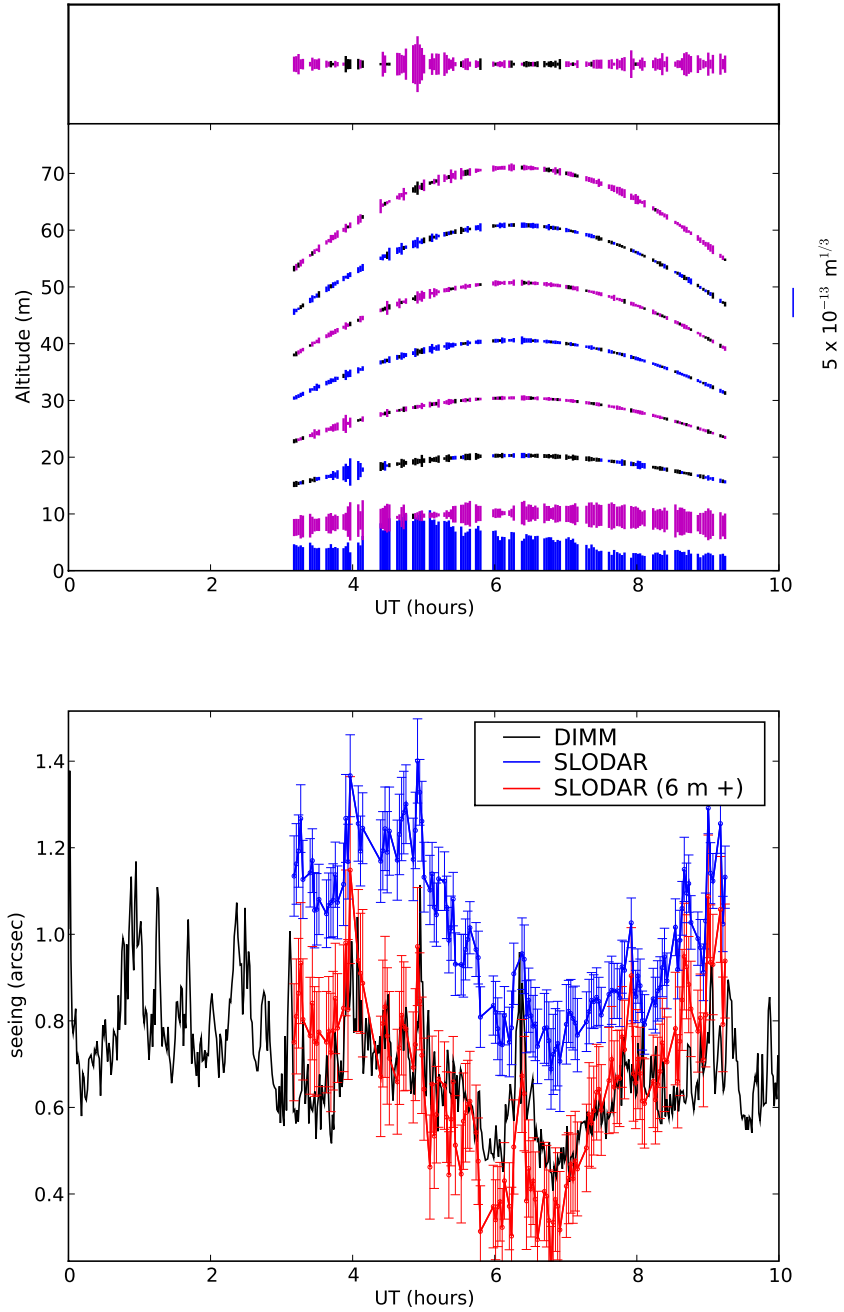 70
60
50
40
30
20
10
0
Altitude (m)
0 2 4 6 8 10
UT (hours)
5 x 10⁻¹³ m¹ᐟ³
DIMM
SLODAR
SLODAR (6 m +)
1.4
1.2
1.0
0.8
0.6
0.4
seeing (arcsec)
0 2 4 6 8 10
UT (hours)